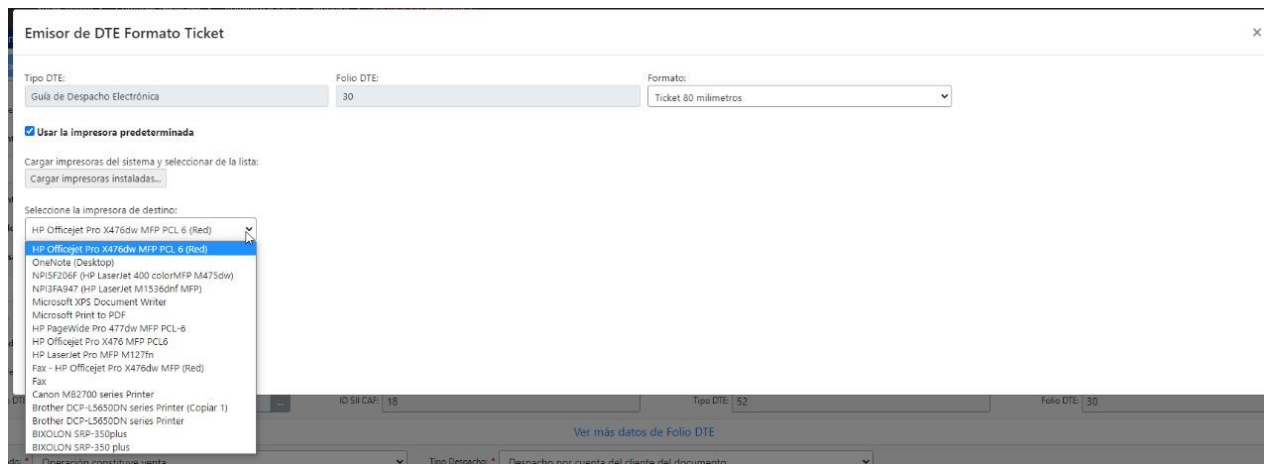 Emisor de DTE Formato Ticket
×
Tipo DTE: Folio DTE: Formato:
Guía de Despacho Electrónica 30 Ticket 80 milimetros
Usar la impresora predeterminada
Cargar impresoras del sistema y seleccionar de la lista:
Cargar impresoras instaladas...
Seleccione la impresora de destino:
HP Officejet Pro X476dw MFP PCL 6 (Red)
HP Officejet Pro X476dw MFP PCL 6 (Red)
OneNote (Desktop)
NPI5F206F (HP LaserJet 400 colorMFP M475dw)
NPI3FA947 (HP LaserJet M1536dnf MFP)
Microsoft XPS Document Writer
Microsoft Print to PDF
HP PageWide Pro 477dw MFP PCL-6
HP Officejet Pro X476 MFP PCL6
HP LaserJet Pro MFP M127fn
Fax - HP Officejet Pro X476dw MFP (Red)
Fax
Canon MB2700 series Printer
Brother DCP-L5650DN series Printer (Copiar 1)
Brother DCP-L5650DN series Printer
BIXOLON SRP-350plus
BIXOLON SRP-350 plus
ID SII CAF: 18 Tipo DTE: 52 Folio DTE: 30
Ver más datos de Folio DTE
Operación constituye venta Tipo Despacho: * Despacho por cuenta del cliente del documento